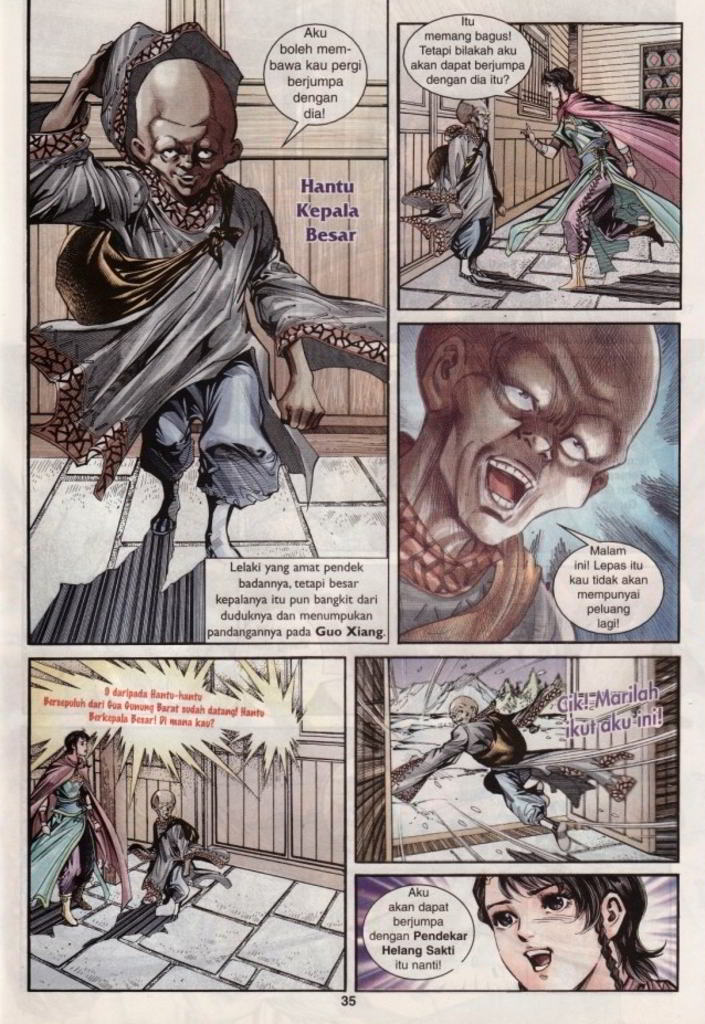 Aku
boleh mem-
bawa kau pergi
berjumpa
dengan
dia!
Hantu
Kepala
Besar
Lelaki yang amat pendek
badannya, tetapi besar
kepalanya itu pun bangkit dari
duduknya dan menumpukan
pandangannya pada Guo Xiang.
Itu
memang bagus!
Tetapi bilakah aku
akan dapat berjumpa
dengan dia itu?
Malam
ini! Lepas itu
kau tidak akan
mempunyai
peluang
lagi!
9 daripada Hantu-hantu
Bersepuluh dari Gua Gunung Barat sudah datang! Hantu
Berkepala Besar! Di mana kau?
Cik! Marilah
ikut aku ini!
Aku
akan dapat
berjumpa
dengan Pendekar
Helang Sakti
itu nanti!
35